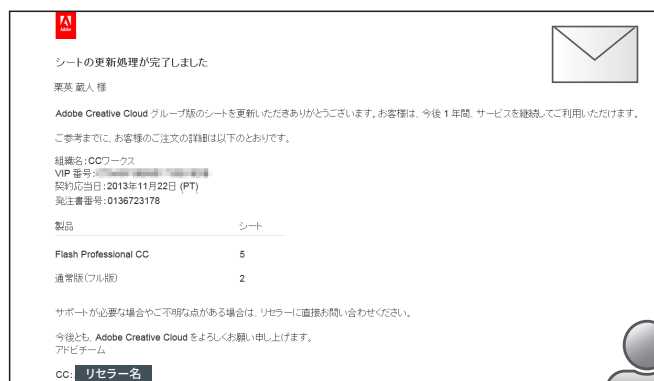 Adobe
シートの更新処理が完了しました
栗英 蔵人 様
Adobe Creative Cloud グループ版のシートを更新いただきありがとうございます。お客様は、今後 1 年間、サービスを継続してご利用いただけます。
ご参考までに、お客様のご注文の詳細は以下のとおりです。
組織名:CCワークス
VIP 番号:
契約応当日:2013年11月22日 (PT)
発注書番号:0136723178
製品 シート
Flash Professional CC 5
通常版(フル版) 2
サポートが必要な場合やご不明な点がある場合は、リセラーに直接お問い合わせください。
今後とも、Adobe Creative Cloud をよろしくお願い申し上げます。
アドビチーム
CC: リセラー名